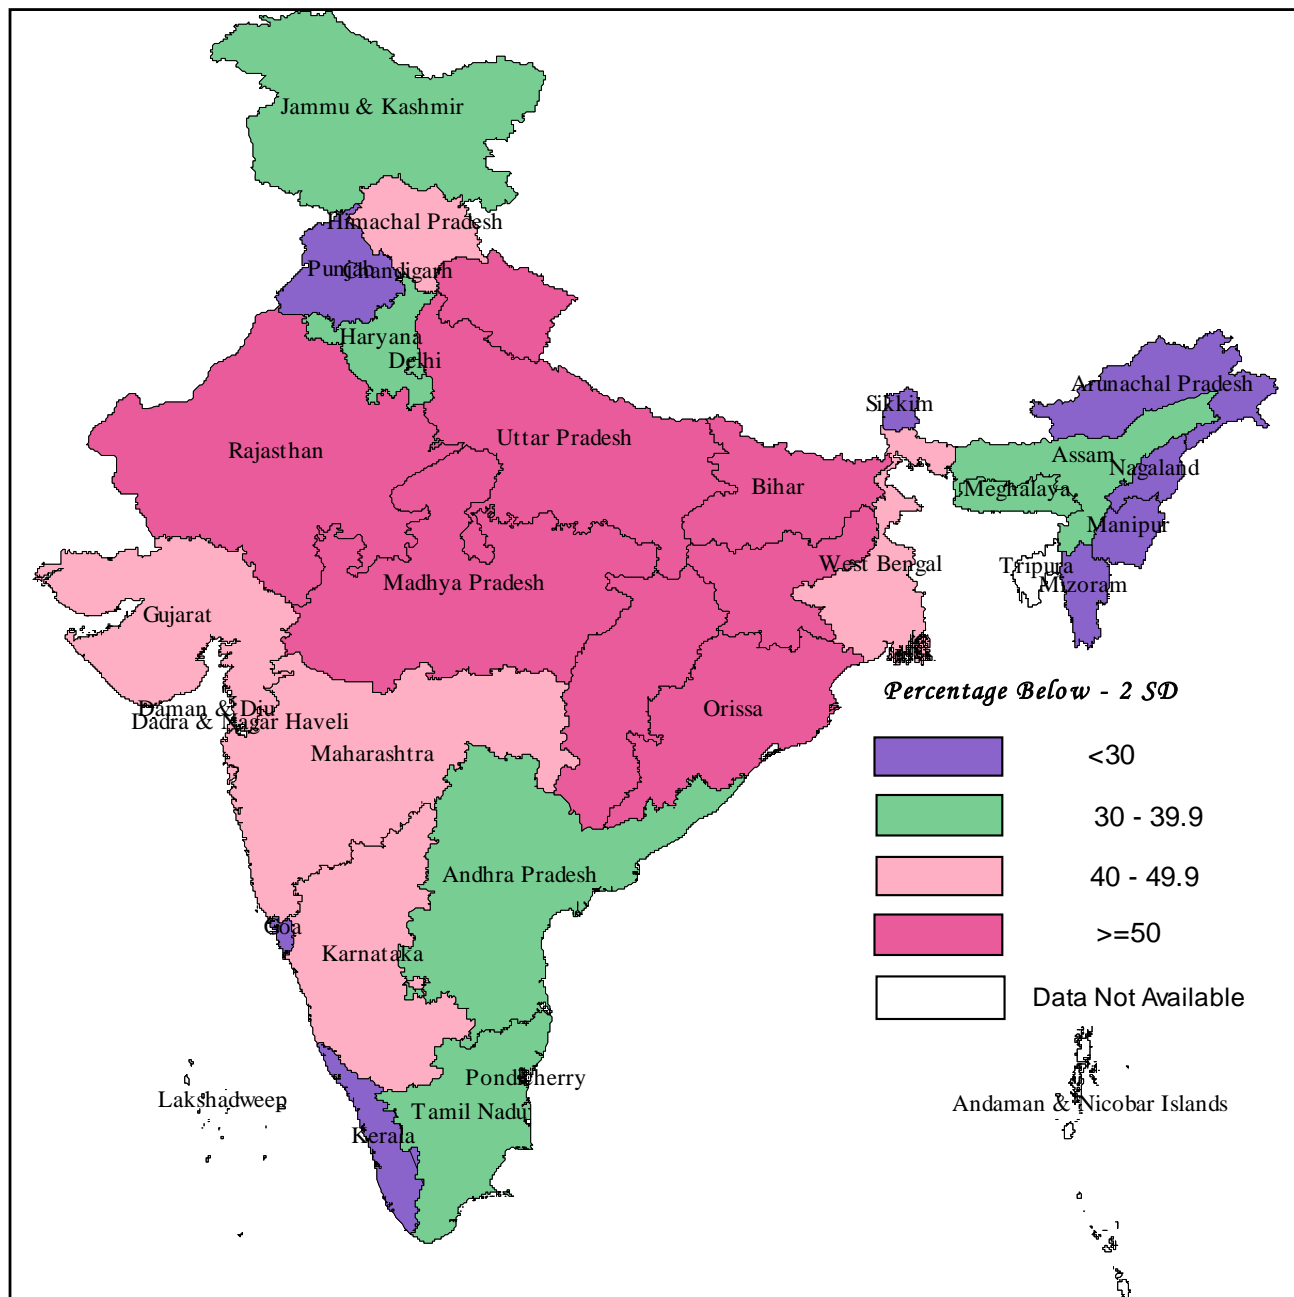 Jammu & Kashmir
Himachal Pradesh
Punjab
Chandigarh
Haryana
Delhi
Arunachal Pradesh
Sikkim
Rajasthan
Uttar Pradesh
Assam
Nagaland
Bihar
Meghalaya
Manipur
West Bengal
Tripura
Mizoram
Madhya Pradesh
Gujarat
Percentage Below - 2 SD
Daman & Diu
Dadra & Nagar Haveli
Orissa
Maharashtra
<30
30 - 39.9
Andhra Pradesh
40 - 49.9
Goa
Karnataka
>=50
Data Not Available
Pondicherry
Lakshadweep
Tamil Nadu
Andaman & Nicobar Islands
Kerala